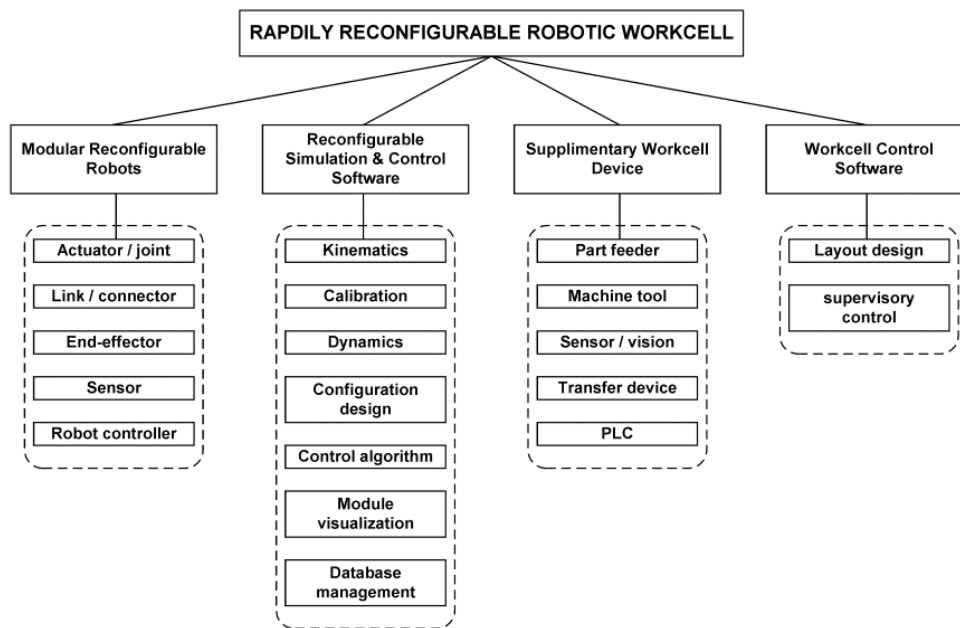 RAPDILY RECONFIGURABLE ROBOTIC WORKCELL
Modular Reconfigurable
Robots
Actuator / joint
Link / connector
End-effector
Sensor
Robot controller
Reconfigurable
Simulation & Control
Software
Kinematics
Calibration
Dynamics
Configuration
design
Control algorithm
Module
visualization
Database
management
Supplimentary Workcell
Device
Part feeder
Machine tool
Sensor / vision
Transfer device
PLC
Workcell Control
Software
Layout design
supervisory
control